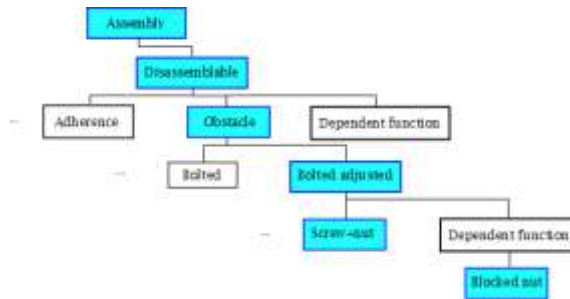 Assembly
Disassemblable
Adherence
Obstacle
Dependent function
Bolted
Bolted adjusted
Screw-nut
Dependent function
Blocked nut